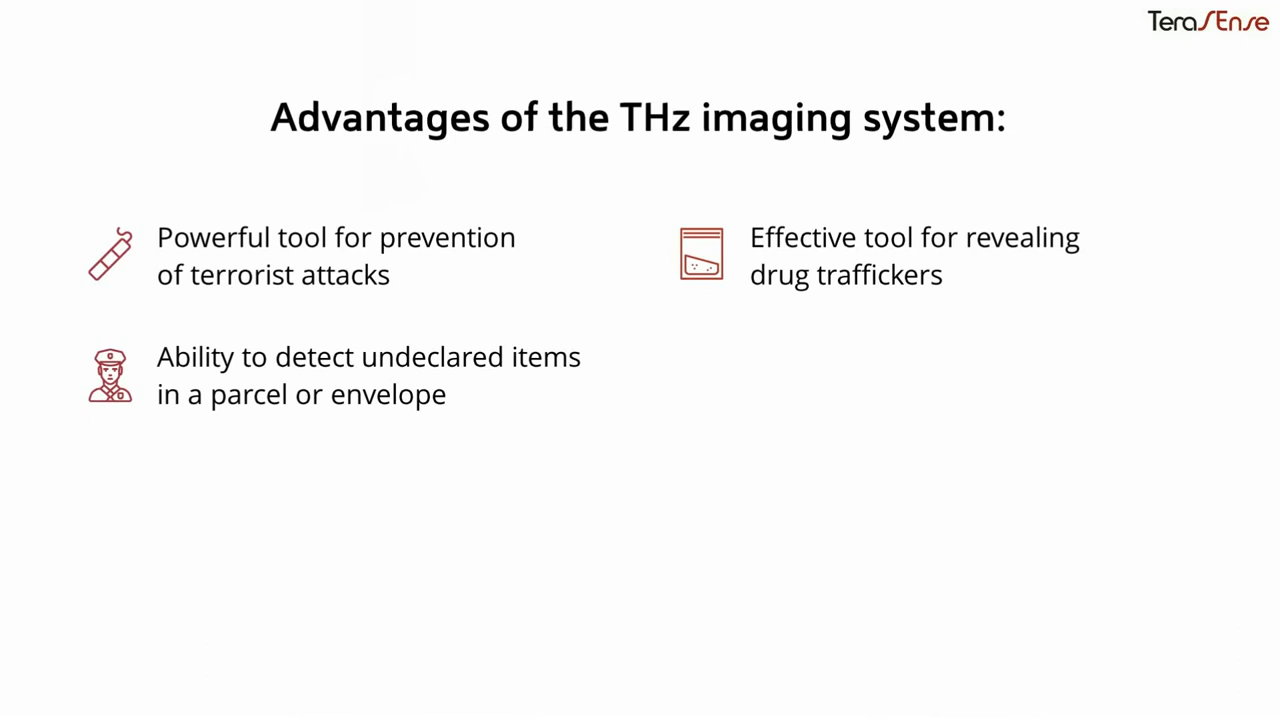 TeraSEnse
Advantages of the THz imaging system:
Powerful tool for prevention
of terrorist attacks
Effective tool for revealing
drug traffickers
Ability to detect undeclared items
in a parcel or envelope